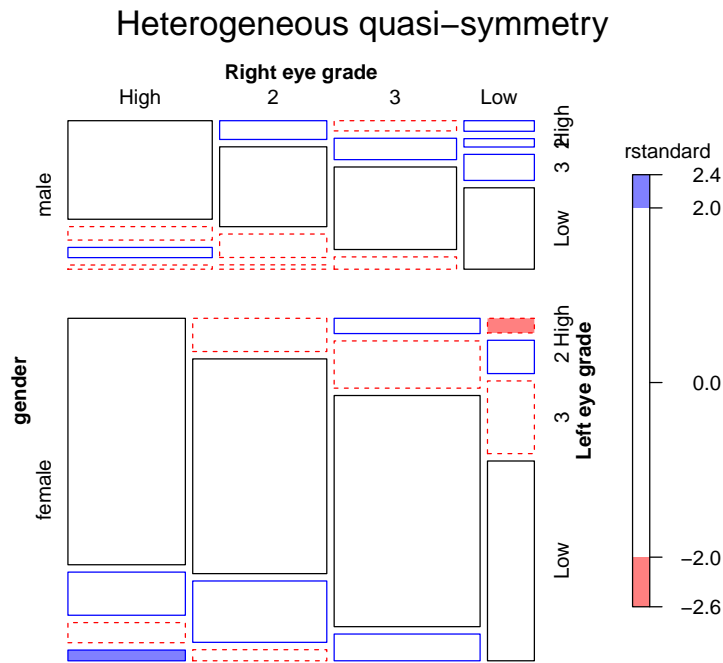 Heterogeneous quasi−symmetry
Right eye grade
High 2 3 Low
male
female
gender
High
2
3
Low
High
2
3
Low
Left eye grade
rstandard
2.4
2.0
0.0
−2.0
−2.6